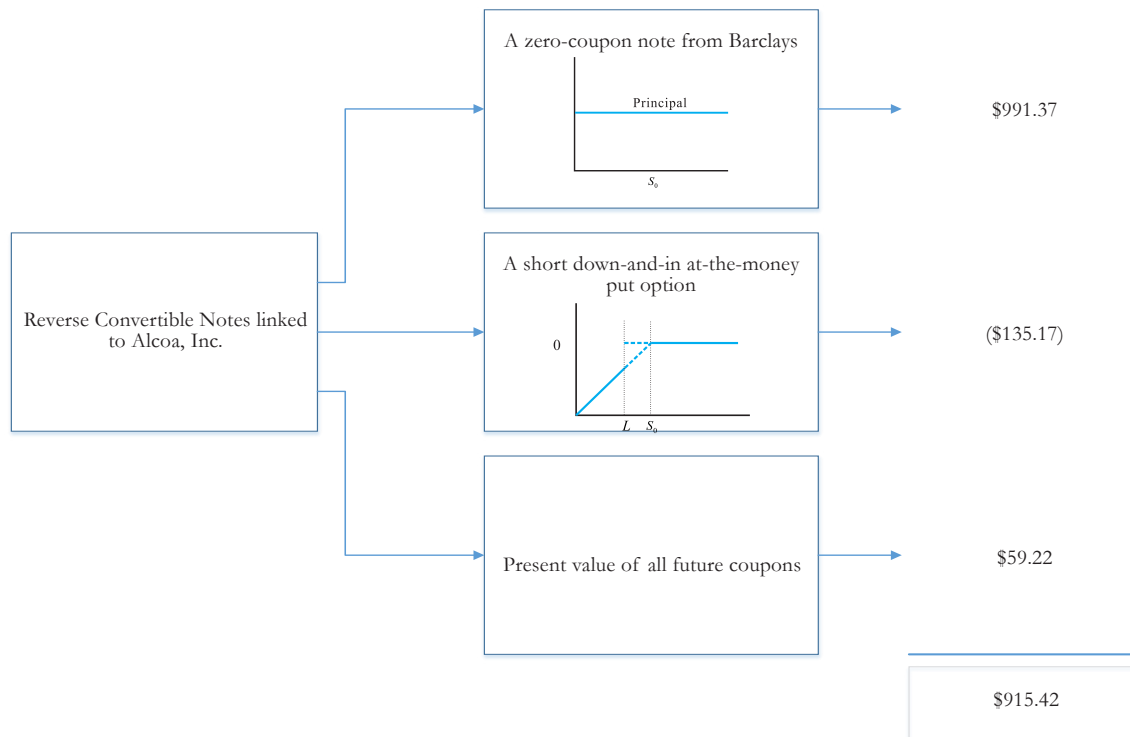 A zero-coupon note from Barclays
Principal
S₀
$991.37
Reverse Convertible Notes linked
to Alcoa, Inc.
A short down-and-in at-the-money
put option
0
L S₀
($135.17)
Present value of all future coupons
$59.22
$915.42